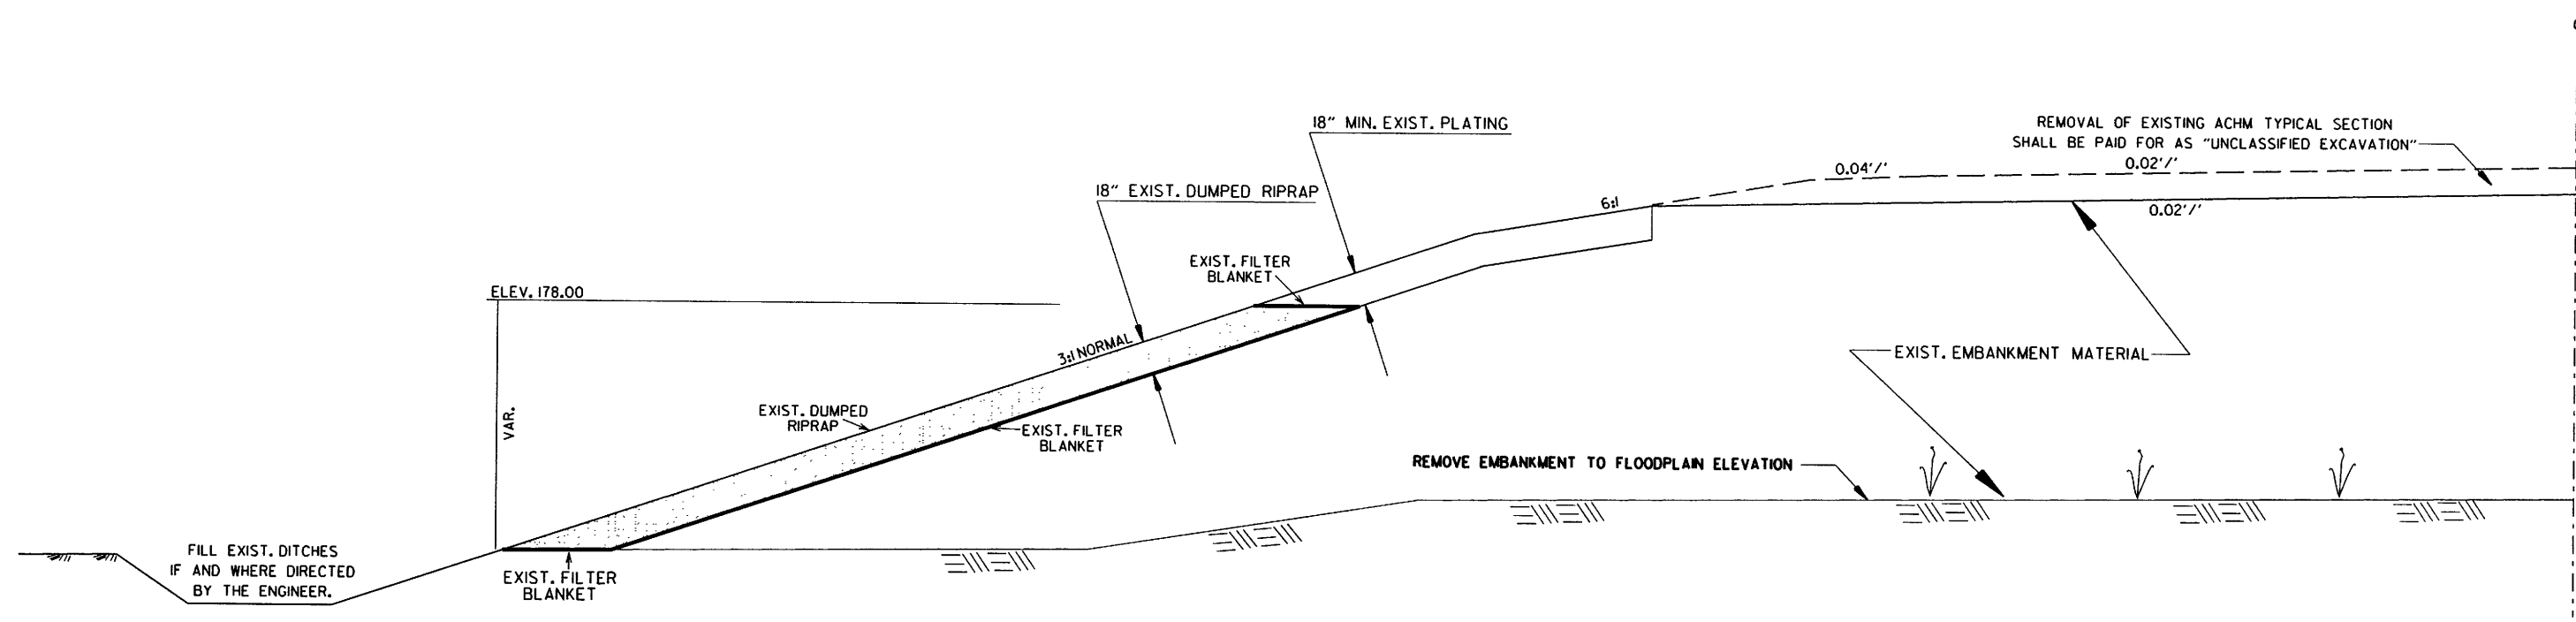 18" MIN. EXIST. PLATING
REMOVAL OF EXISTING ACHM TYPICAL SECTION
SHALL BE PAID FOR AS "UNCLASSIFIED EXCAVATION"
0.04'/'
0.02'/'
18" EXIST. DUMPED RIPRAP
6:1
0.02'/'
EXIST. FILTER
BLANKET
ELEV. 178.00
3:1 NORMAL
EXIST. EMBANKMENT MATERIAL
VAR.
EXIST. DUMPED
RIPRAP
EXIST. FILTER
BLANKET
REMOVE EMBANKMENT TO FLOODPLAIN ELEVATION
FILL EXIST. DITCHES
IF AND WHERE DIRECTED
BY THE ENGINEER.
EXIST. FILTER
BLANKET